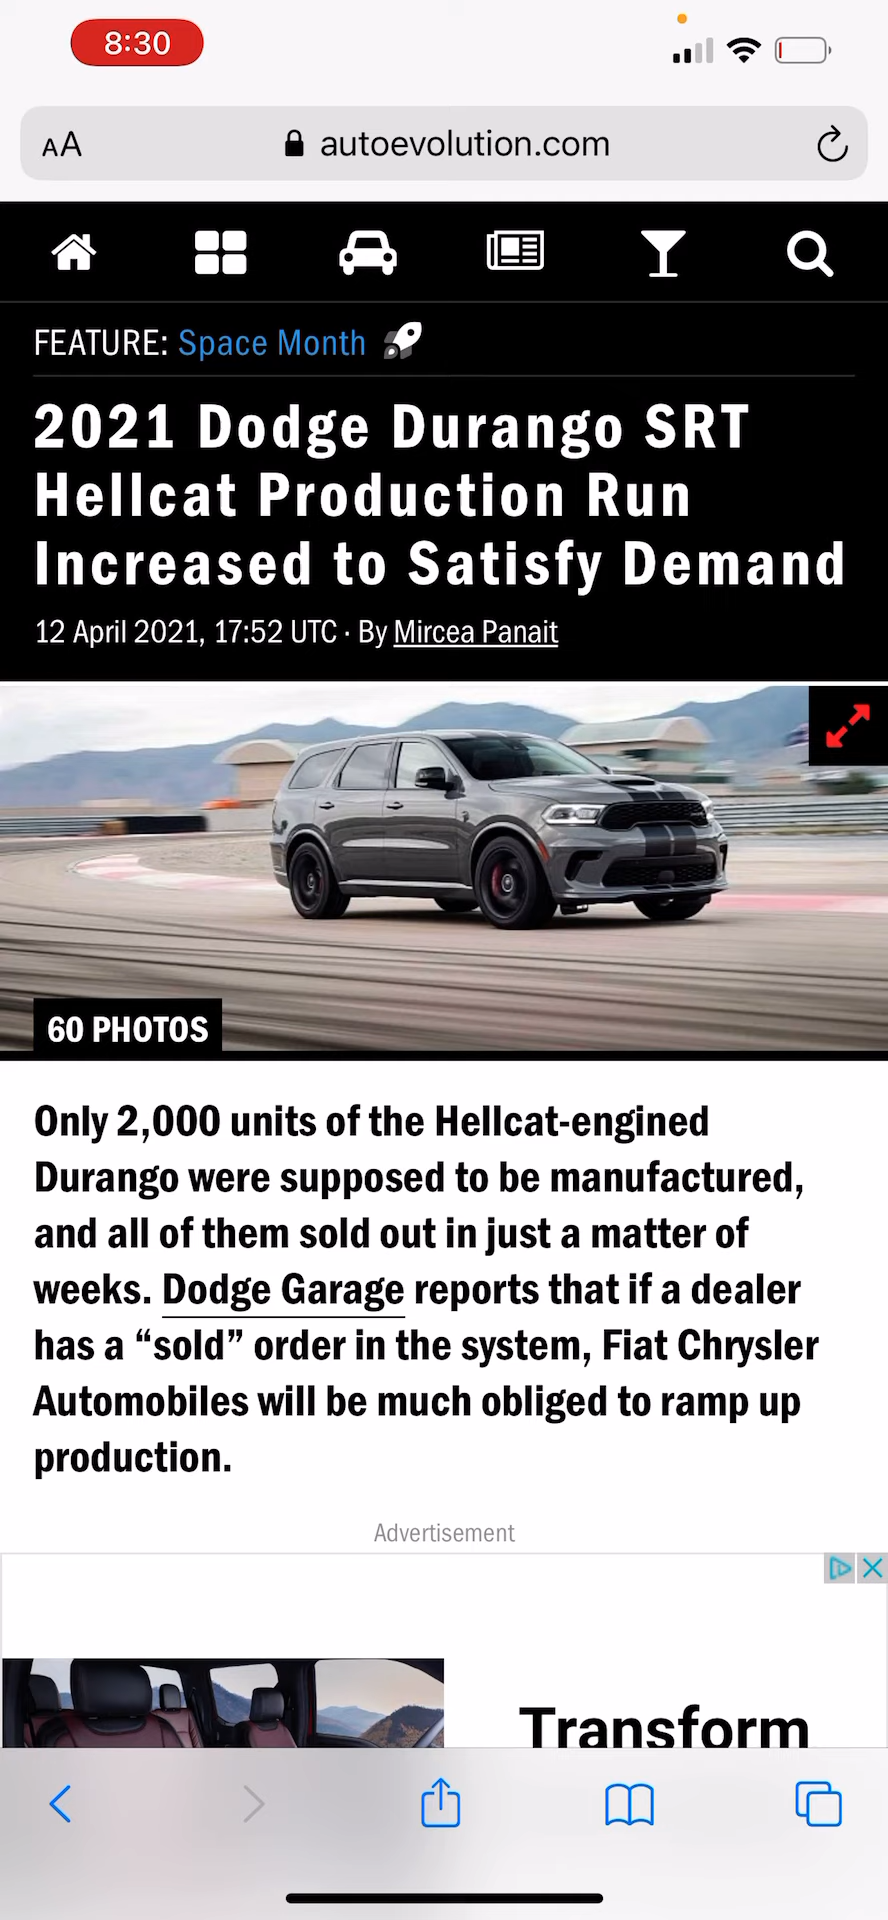 8:30
AA autoevolution.com
FEATURE: Space Month
2021 Dodge Durango SRT
Hellcat Production Run
Increased to Satisfy Demand
12 April 2021, 17:52 UTC · By Mircea Panait
60 PHOTOS
Only 2,000 units of the Hellcat-engined
Durango were supposed to be manufactured,
and all of them sold out in just a matter of
weeks. Dodge Garage reports that if a dealer
has a “sold” order in the system, Fiat Chrysler
Automobiles will be much obliged to ramp up
production.
Advertisement
Transform